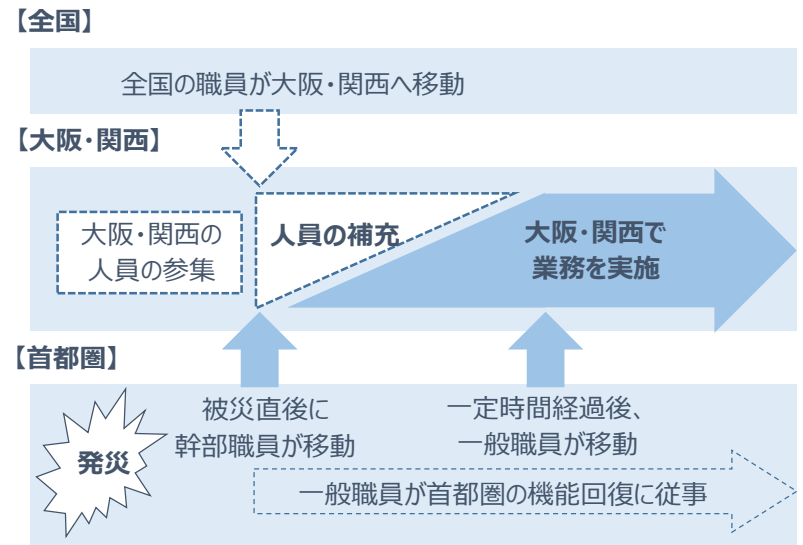 【全国】
全国の職員が大阪・関西へ移動
【大阪・関西】
大阪・関西の
人員の参集
人員の補充
大阪・関西で
業務を実施
【首都圏】
発災
被災直後に
幹部職員が移動
一定時間経過後、
一般職員が移動
一般職員が首都圏の機能回復に従事